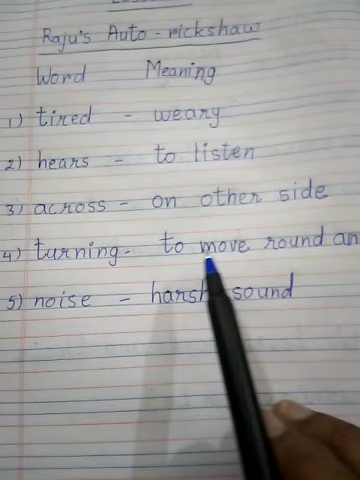 Raju's Auto-rickshaw
Word Meaning
1) tired - weary
2) hears - to listen
3) across - on other side
4) turning - to move round an
5) noise - harsh sound